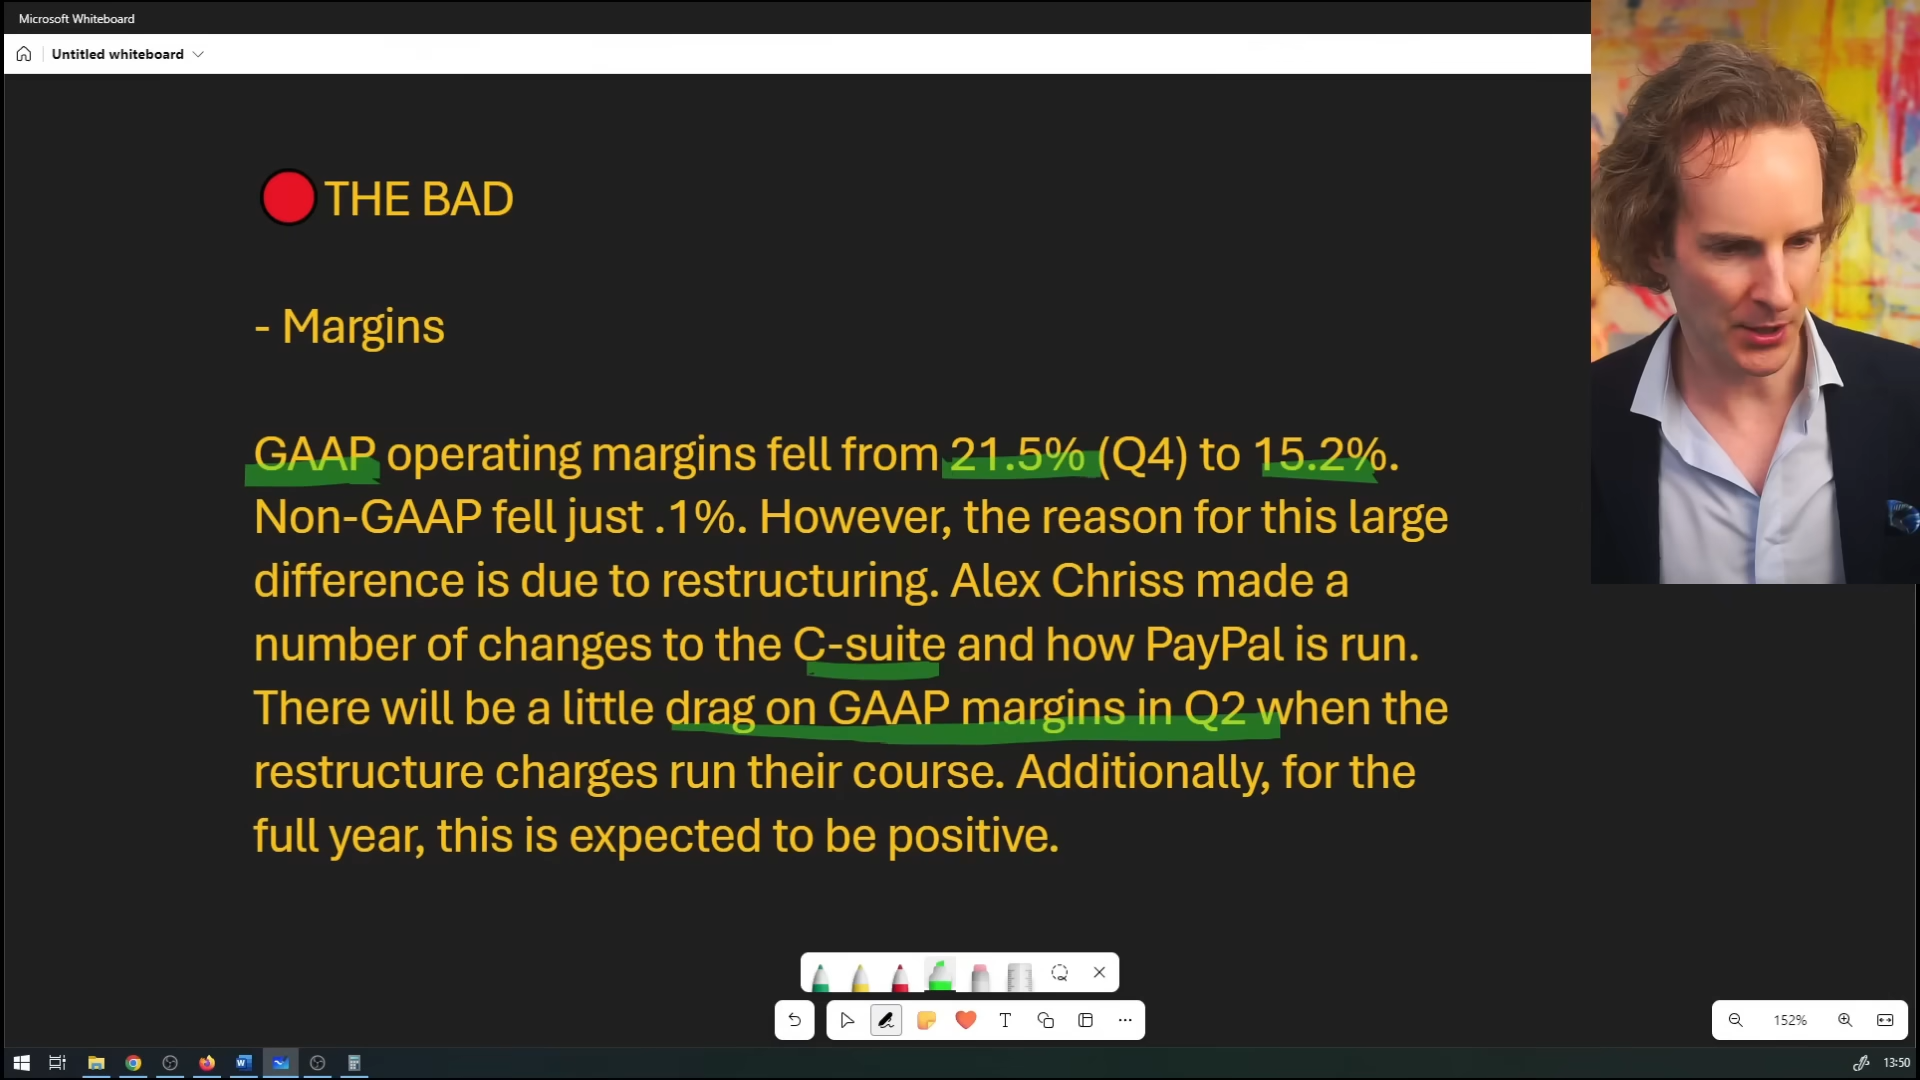 Microsoft Whiteboard
Untitled whiteboard
THE BAD
- Margins
GAAP operating margins fell from 21.5% (Q4) to 15.2%.
Non-GAAP fell just .1%. However, the reason for this large
difference is due to restructuring. Alex Chriss made a
number of changes to the C-suite and how PayPal is run.
There will be a little drag on GAAP margins in Q2 when the
restructure charges run their course. Additionally, for the
full year, this is expected to be positive.
152%
13:50